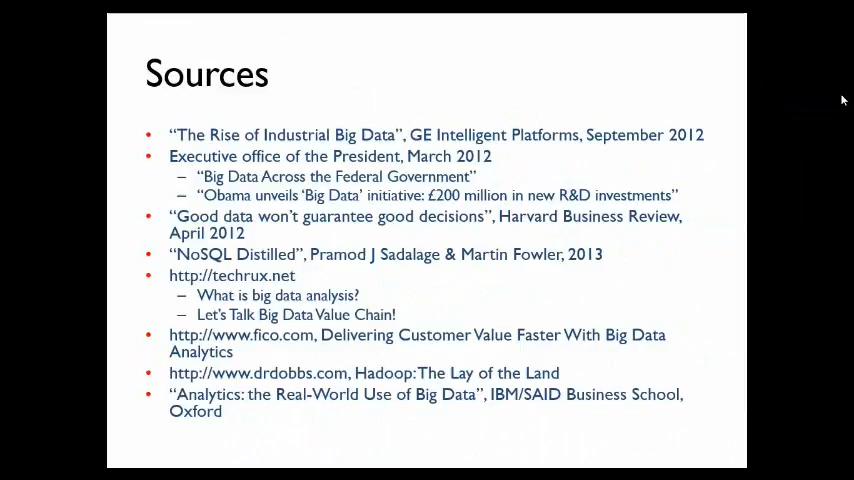 Sources
• “The Rise of Industrial Big Data”, GE Intelligent Platforms, September 2012
• Executive office of the President, March 2012
– “Big Data Across the Federal Government”
– “Obama unveils ‘Big Data’ initiative: £200 million in new R&D investments”
• “Good data won’t guarantee good decisions”, Harvard Business Review,
April 2012
• “NoSQL Distilled”, Pramod J Sadalage & Martin Fowler, 2013
• http://techrux.net
– What is big data analysis?
– Let’s Talk Big Data Value Chain!
• http://www.fico.com, Delivering Customer Value Faster With Big Data
Analytics
• http://www.drdobbs.com, Hadoop: The Lay of the Land
• “Analytics: the Real-World Use of Big Data”, IBM/SAID Business School,
Oxford